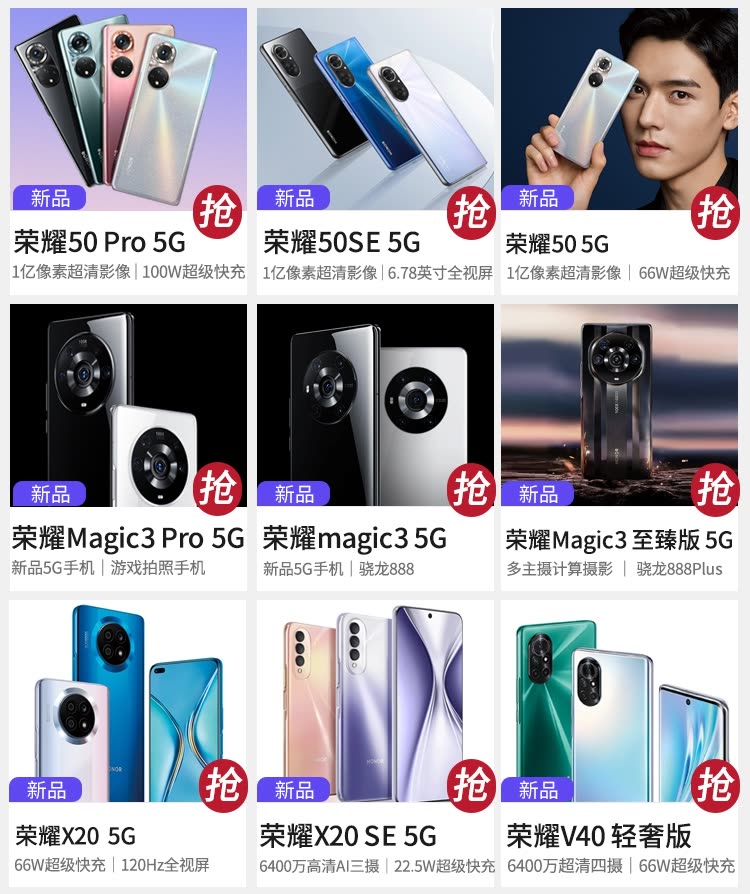 新品
抢
荣耀50 Pro 5G
1亿像素超清影像|100W超级快充
新品
抢
荣耀50SE 5G
1亿像素超清影像|6.78英寸全视屏
新品
抢
荣耀50 5G
1亿像素超清影像|66W超级快充
新品
抢
荣耀Magic3 Pro 5G
新品5G手机|游戏拍照手机
新品
抢
荣耀magic3 5G
新品5G手机|骁龙888
新品
抢
荣耀Magic3 至臻版 5G
多主摄计算摄影|骁龙888Plus
HONOR
新品
抢
荣耀X20 5G
66W超级快充|120Hz全视屏
HONOR
新品
抢
荣耀X20 SE 5G
6400万高清AI三摄|22.5W超级快充
新品
抢
荣耀V40 轻奢版
6400万超清四摄|66W超级快充